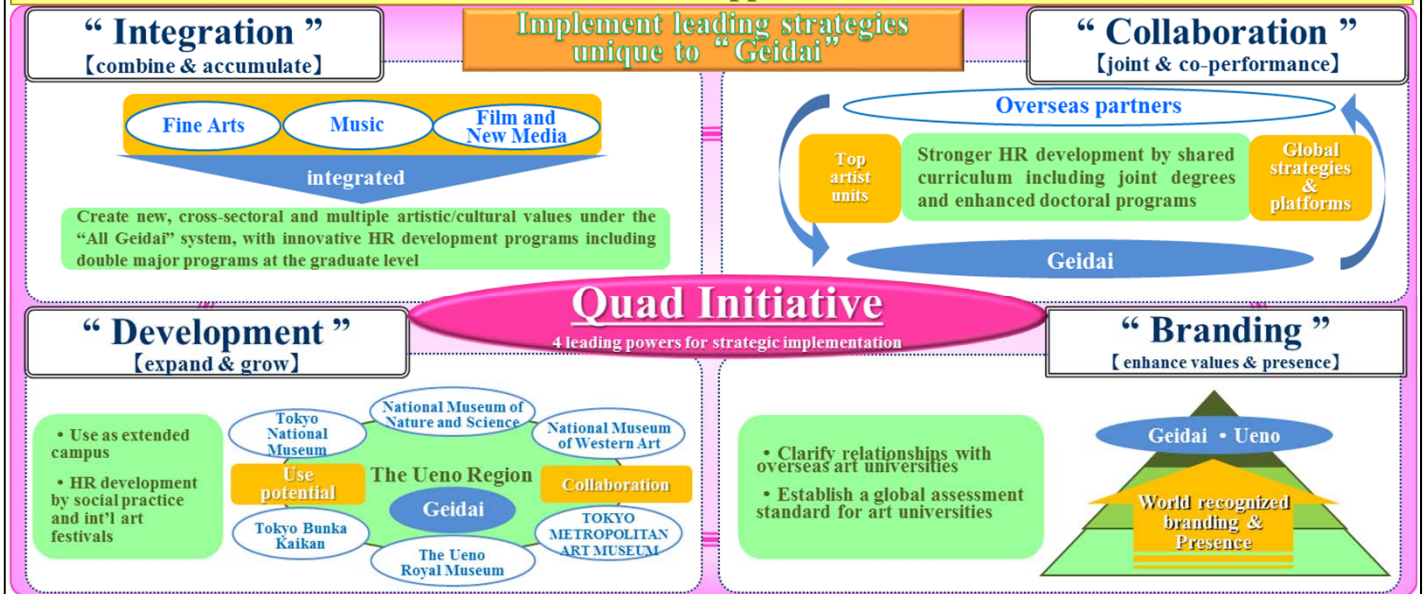 Implement leading strategies
unique to “Geidai”
“ Integration ”
【combine & accumulate】
Fine Arts
Music
Film and
New Media
integrated
Create new, cross-sectoral and multiple artistic/cultural values under the
“All Geidai” system, with innovative HR development programs including
double major programs at the graduate level
“ Collaboration ”
【joint & co-performance】
Overseas partners
Top
artist
units
Stronger HR development by shared
curriculum including joint degrees
and enhanced doctoral programs
Global
strategies
&
platforms
Geidai
Quad Initiative
4 leading powers for strategic implementation
“ Development ”
【expand & grow】
・Use as extended
campus
・HR development
by social practice
and int’l art
festivals
Tokyo
National
Museum
National Museum of
Nature and Science
National Museum
of Western Art
Use
potential
The Ueno Region
Collaboration
Geidai
Tokyo Bunka
Kaikan
The Ueno
Royal Museum
TOKYO
METROPOLITAN
ART MUSEUM
“ Branding ”
【 enhance values & presence】
・Clarify relationships with
overseas art universities
・Establish a global assessment
standard for art universities
Geidai ・Ueno
World recognized
branding &
Presence